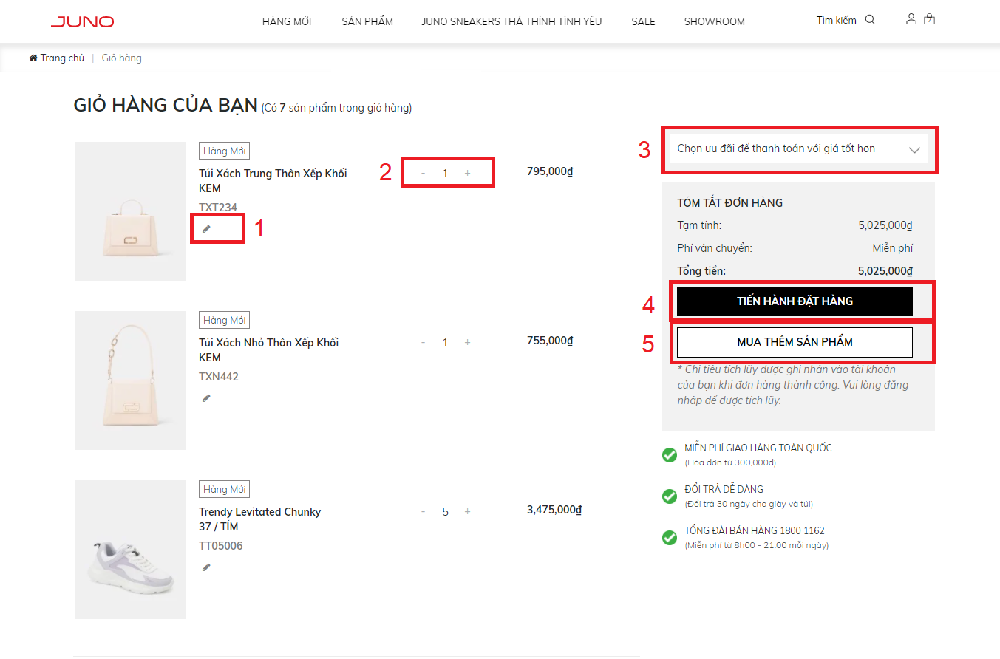 JUNO
HÀNG MỚI
SẢN PHẨM
JUNO SNEAKERS THẢ THÍNH TÌNH YÊU
SALE
SHOWROOM
Tìm kiếm
7
Trang chủ | Giỏ hàng
GIỎ HÀNG CỦA BẠN (Có 7 sản phẩm trong giỏ hàng)
Hàng Mới
Túi Xách Trung Thân Xếp Khối
KEM
TXT234
1
2
- 1 +
795,000₫
Hàng Mới
Túi Xách Nhỏ Thân Xếp Khối
KEM
TXN442
- 1 +
755,000₫
Hàng Mới
Trendy Levitated Chunky
37 / TÍM
TT05006
- 5 +
3,475,000₫
3
Chọn ưu đãi để thanh toán với giá tốt hơn
TÓM TẮT ĐƠN HÀNG
Tạm tính: 5,025,000₫
Phí vận chuyển: Miễn phí
Tổng tiền: 5,025,000₫
4
TIẾN HÀNH ĐẶT HÀNG
5
MUA THÊM SẢN PHẨM
* Chi tiêu tích lũy được ghi nhận vào tài khoản
của bạn khi đơn hàng thành công. Vui lòng đăng
nhập để được tích lũy.
MIỄN PHÍ GIAO HÀNG TOÀN QUỐC
(Hóa đơn từ 300,000đ)
ĐỔI TRẢ DỄ DÀNG
(Đổi trả 30 ngày cho giày và túi)
TỔNG ĐÀI BÁN HÀNG 1800 1162
(Miễn phí từ 8h00 - 21:00 mỗi ngày)